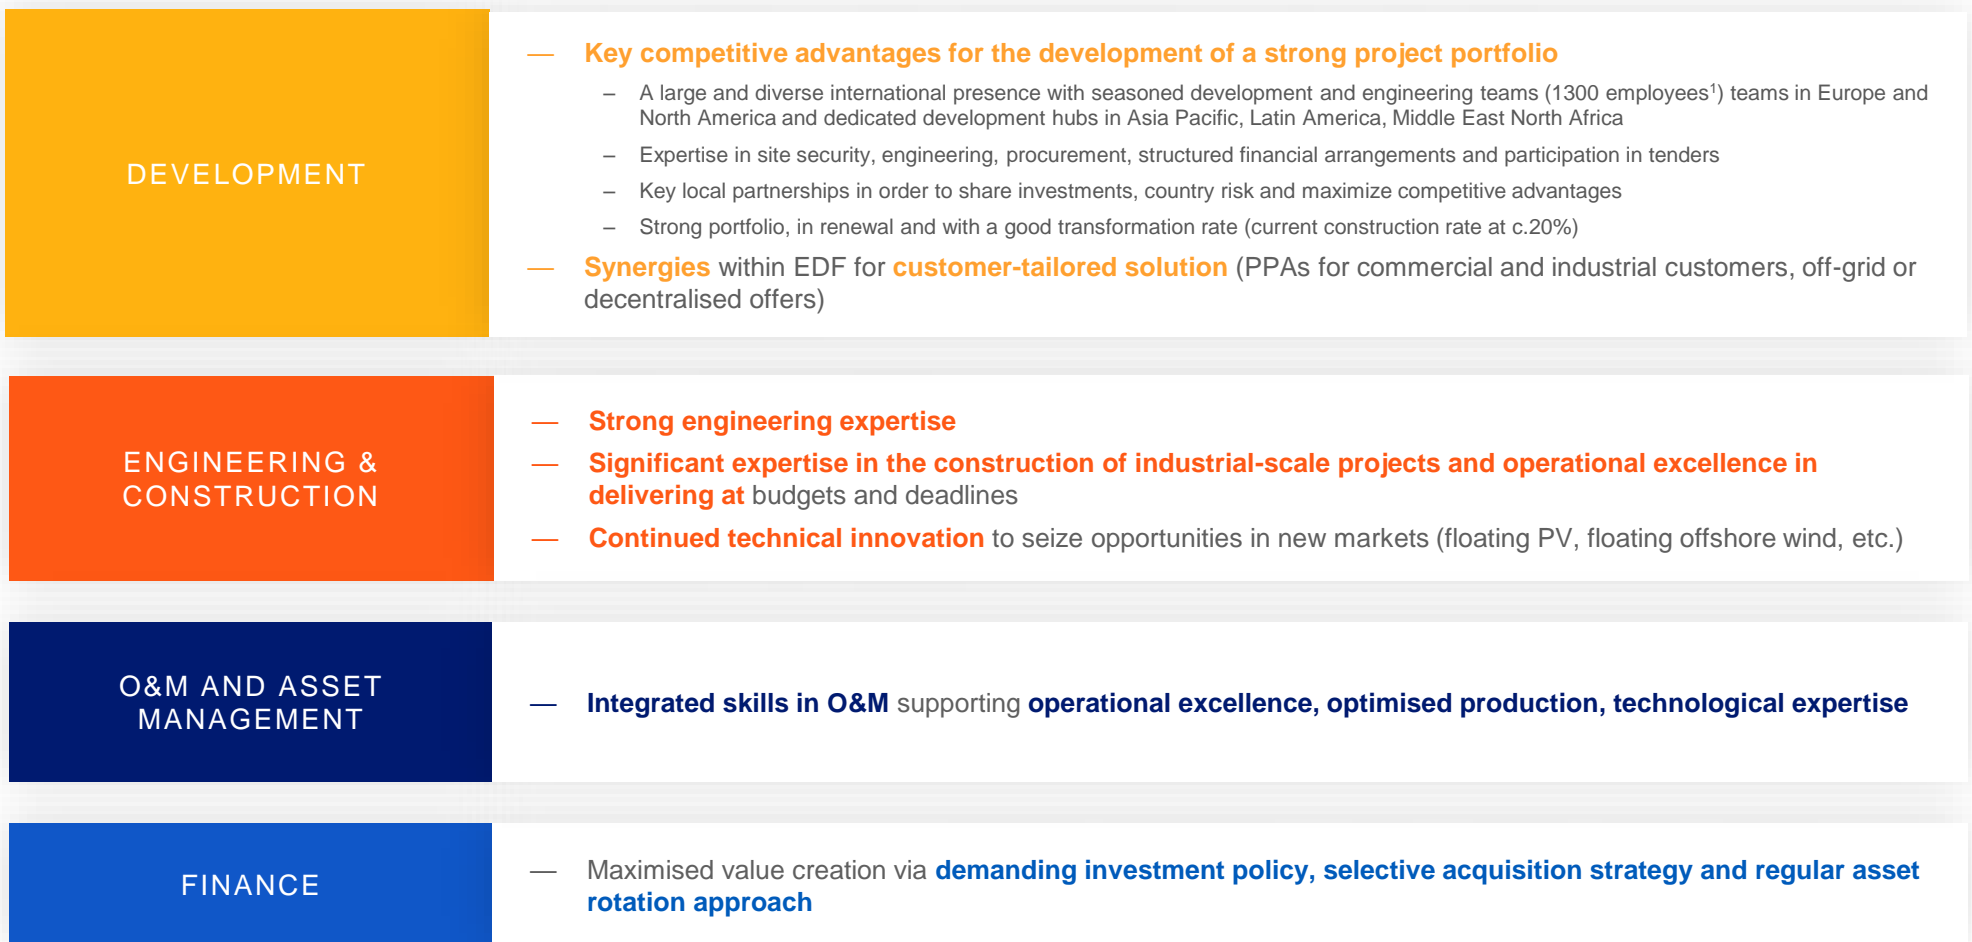 DEVELOPMENT
— Key competitive advantages for the development of a strong project portfolio
– A large and diverse international presence with seasoned development and engineering teams (1300 employees¹) teams in Europe and
North America and dedicated development hubs in Asia Pacific, Latin America, Middle East North Africa
– Expertise in site security, engineering, procurement, structured financial arrangements and participation in tenders
– Key local partnerships in order to share investments, country risk and maximize competitive advantages
– Strong portfolio, in renewal and with a good transformation rate (current construction rate at c.20%)
— Synergies within EDF for customer-tailored solution (PPAs for commercial and industrial customers, off-grid or
decentralised offers)
ENGINEERING &
CONSTRUCTION
— Strong engineering expertise
— Significant expertise in the construction of industrial-scale projects and operational excellence in
delivering at budgets and deadlines
— Continued technical innovation to seize opportunities in new markets (floating PV, floating offshore wind, etc.)
O&M AND ASSET
MANAGEMENT
— Integrated skills in O&M supporting operational excellence, optimised production, technological expertise
FINANCE
— Maximised value creation via demanding investment policy, selective acquisition strategy and regular asset
rotation approach